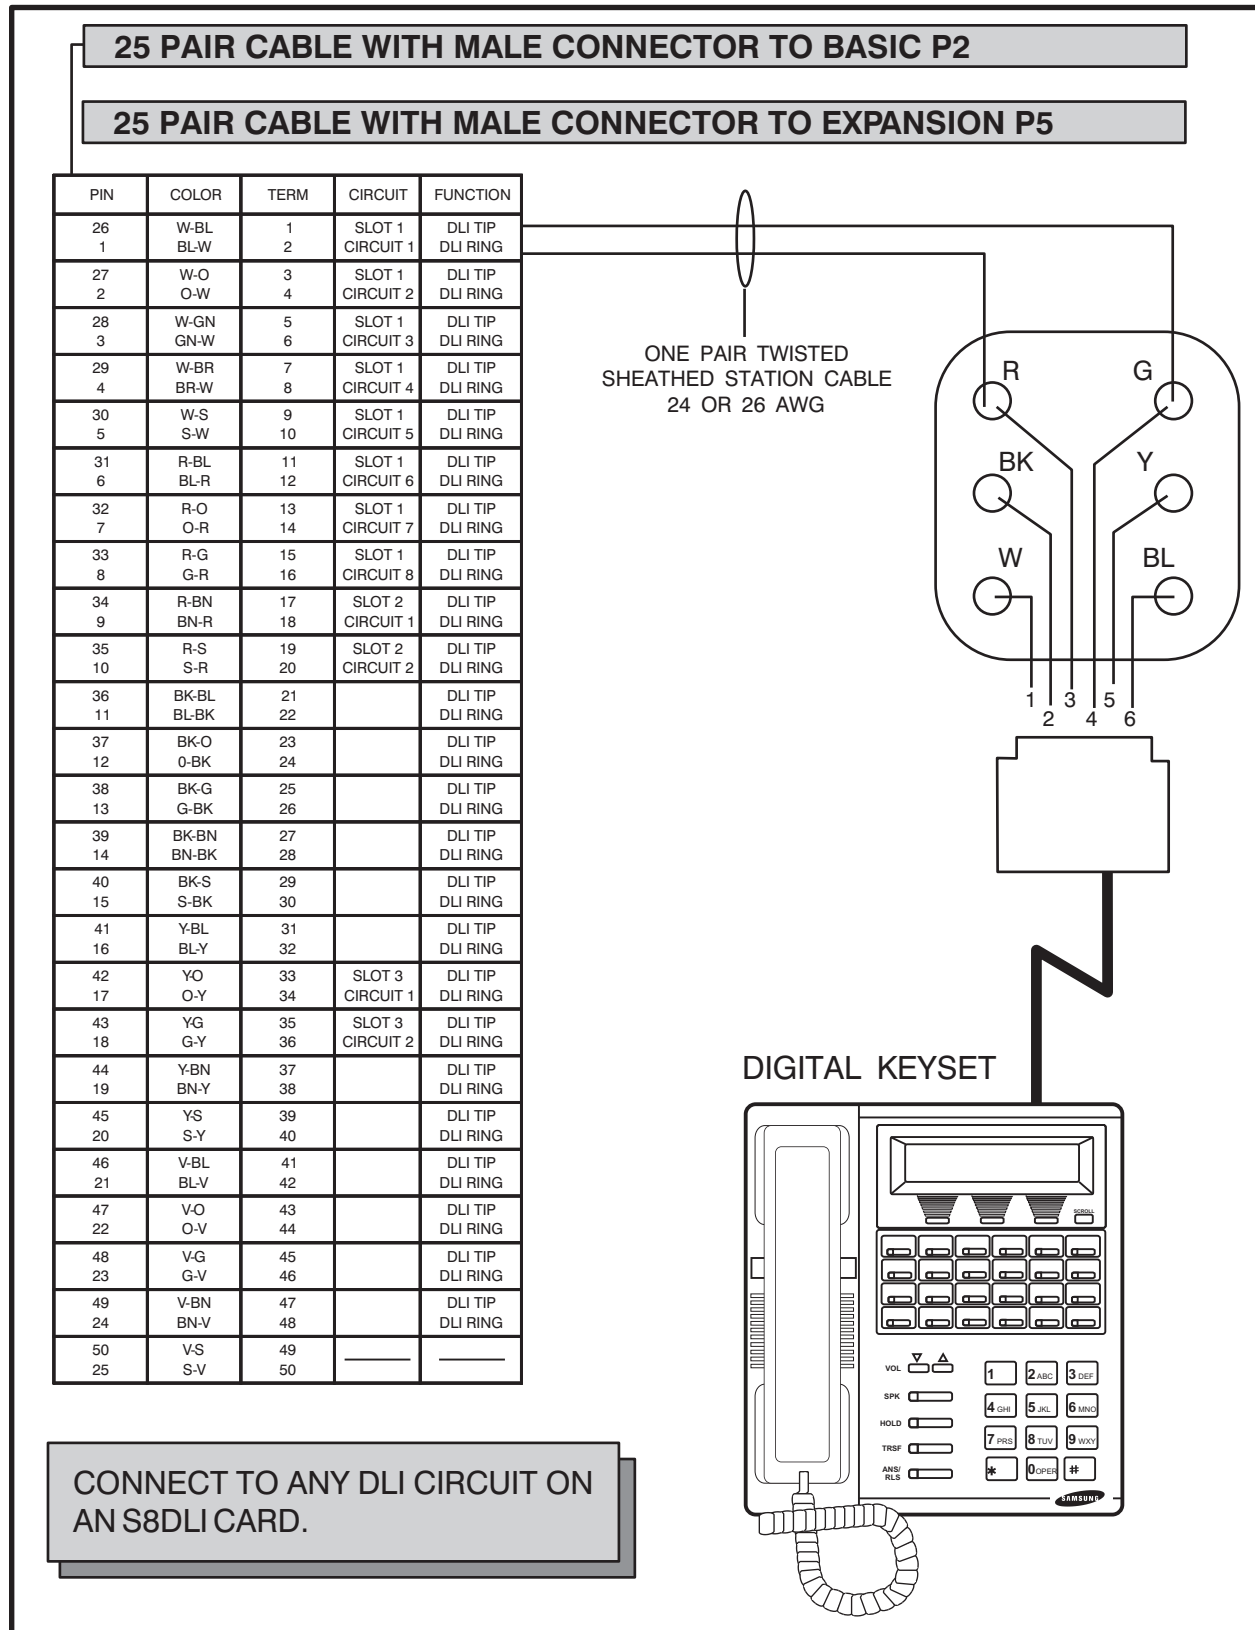 25 PAIR CABLE WITH MALE CONNECTOR TO BASIC P2
25 PAIR CABLE WITH MALE CONNECTOR TO EXPANSION P5
PIN COLOR TERM CIRCUIT FUNCTION
26 W-BL 1 SLOT 1 DLI TIP
1 BL-W 2 CIRCUIT 1 DLI RING
27 W-O 3 SLOT 1 DLI TIP
2 O-W 4 CIRCUIT 2 DLI RING
28 W-GN 5 SLOT 1 DLI TIP
3 GN-W 6 CIRCUIT 3 DLI RING
29 W-BR 7 SLOT 1 DLI TIP
4 BR-W 8 CIRCUIT 4 DLI RING
30 W-S 9 SLOT 1 DLI TIP
5 S-W 10 CIRCUIT 5 DLI RING
31 R-BL 11 SLOT 1 DLI TIP
6 BL-R 12 CIRCUIT 6 DLI RING
32 R-O 13 SLOT 1 DLI TIP
7 O-R 14 CIRCUIT 7 DLI RING
33 R-G 15 SLOT 1 DLI TIP
8 G-R 16 CIRCUIT 8 DLI RING
34 R-BN 17 SLOT 2 DLI TIP
9 BN-R 18 CIRCUIT 1 DLI RING
35 R-S 19 SLOT 2 DLI TIP
10 S-R 20 CIRCUIT 2 DLI RING
36 BK-BL 21 DLI TIP
11 BL-BK 22 DLI RING
37 BK-O 23 DLI TIP
12 0-BK 24 DLI RING
38 BK-G 25 DLI TIP
13 G-BK 26 DLI RING
39 BK-BN 27 DLI TIP
14 BN-BK 28 DLI RING
40 BK-S 29 DLI TIP
15 S-BK 30 DLI RING
41 Y-BL 31 DLI TIP
16 BL-Y 32 DLI RING
42 Y-O 33 SLOT 3 DLI TIP
17 O-Y 34 CIRCUIT 1 DLI RING
43 Y-G 35 SLOT 3 DLI TIP
18 G-Y 36 CIRCUIT 2 DLI RING
44 Y-BN 37 DLI TIP
19 BN-Y 38 DLI RING
45 Y-S 39 DLI TIP
20 S-Y 40 DLI RING
46 V-BL 41 DLI TIP
21 BL-V 42 DLI RING
47 V-O 43 DLI TIP
22 O-V 44 DLI RING
48 V-G 45 DLI TIP
23 G-V 46 DLI RING
49 V-BN 47 DLI TIP
24 BN-V 48 DLI RING
50 V-S 49
25 S-V 50
ONE PAIR TWISTED
SHEATHED STATION CABLE
24 OR 26 AWG
R G
BK Y
W BL
1 2 3 4 5 6
DIGITAL KEYSET
SCROLL
VOL
SPK
HOLD
TRSF
ANS/
RLS
1 2 ABC 3 DEF
4 GHI 5 JKL 6 MNO
7 PRS 8 TUV 9 WXY
* 0 OPER #
SAMSUNG
CONNECT TO ANY DLI CIRCUIT ON
AN S8DLI CARD.